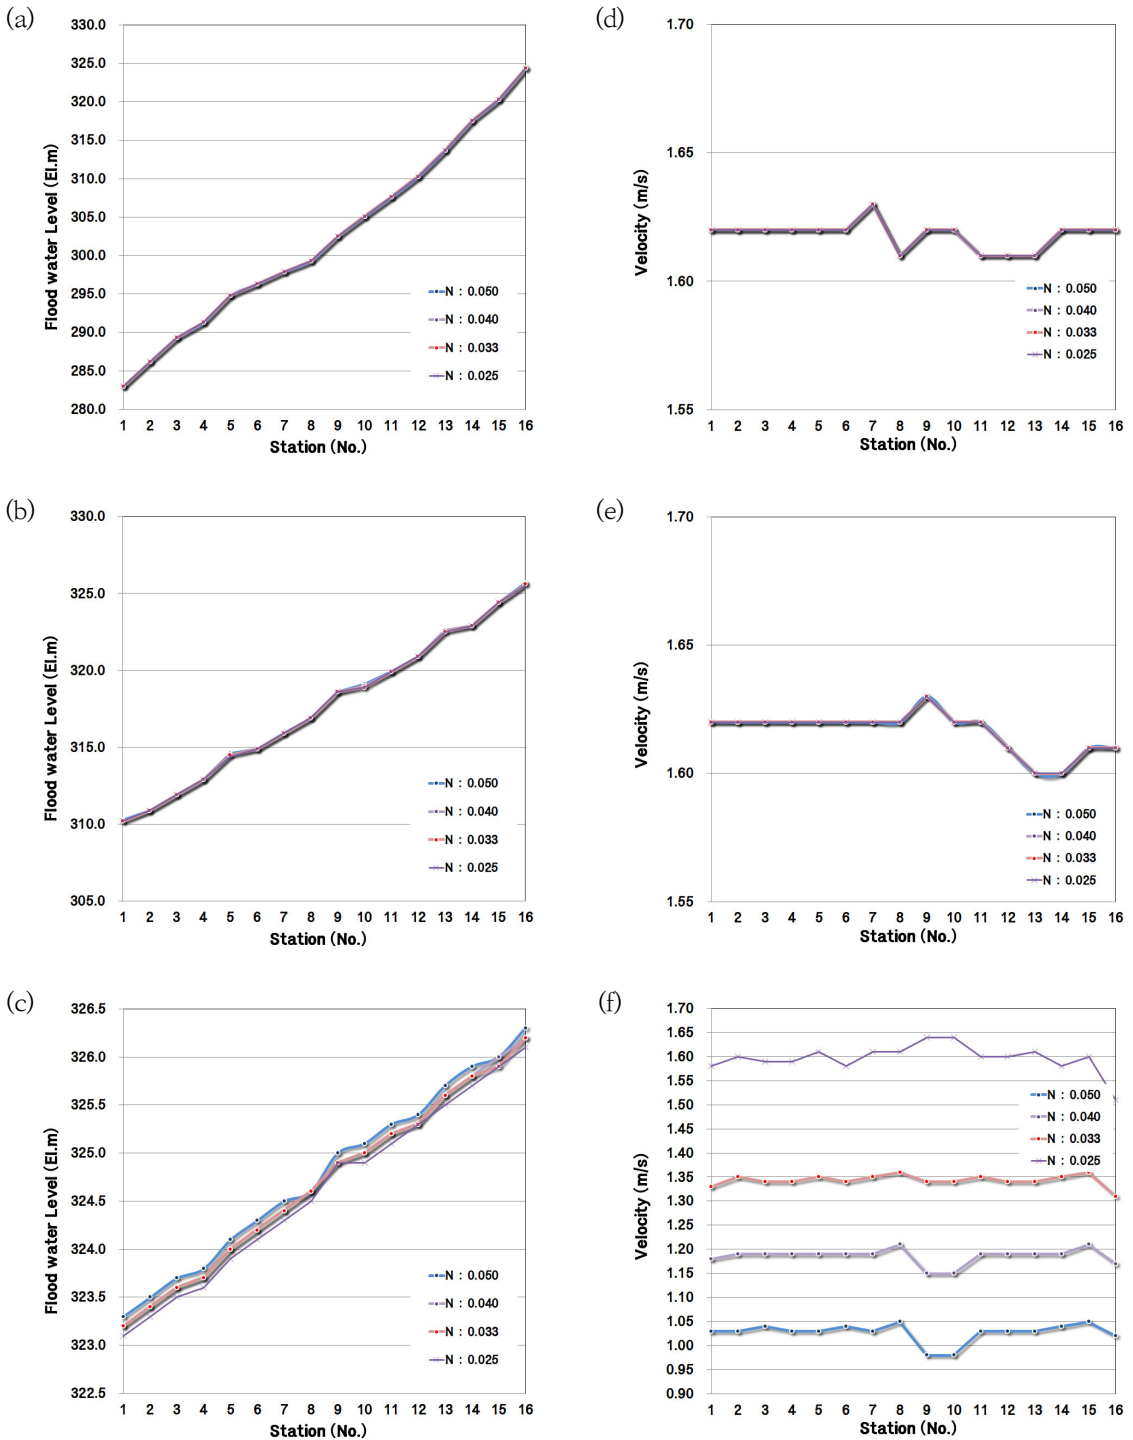 (a)
330.0
325.0
320.0
315.0
310.0
305.0
300.0
295.0
290.0
285.0
280.0
Flood water Level (El.m)
N : 0.050
N : 0.040
N : 0.033
N : 0.025
1 2 3 4 5 6 7 8 9 10 11 12 13 14 15 16
Station (No.)
(d)
1.70
1.65
1.60
1.55
Velocity (m/s)
N : 0.050
N : 0.040
N : 0.033
N : 0.025
1 2 3 4 5 6 7 8 9 10 11 12 13 14 15 16
Station (No.)
(b)
330.0
325.0
320.0
315.0
310.0
305.0
Flood water Level (El.m)
N : 0.050
N : 0.040
N : 0.033
N : 0.025
1 2 3 4 5 6 7 8 9 10 11 12 13 14 15 16
Station (No.)
(e)
1.70
1.65
1.60
1.55
Velocity (m/s)
N : 0.050
N : 0.040
N : 0.033
N : 0.025
1 2 3 4 5 6 7 8 9 10 11 12 13 14 15 16
Station (No.)
(c)
326.5
326.0
325.5
325.0
324.5
324.0
323.5
323.0
322.5
Flood water Level (El.m)
N : 0.050
N : 0.040
N : 0.033
N : 0.025
1 2 3 4 5 6 7 8 9 10 11 12 13 14 15 16
Station (No.)
(f)
1.70
1.65
1.60
1.55
1.50
1.45
1.40
1.35
1.30
1.25
1.20
1.15
1.10
1.05
1.00
0.95
0.90
Velocity (m/s)
N : 0.050
N : 0.040
N : 0.033
N : 0.025
1 2 3 4 5 6 7 8 9 10 11 12 13 14 15 16
Station (No.)